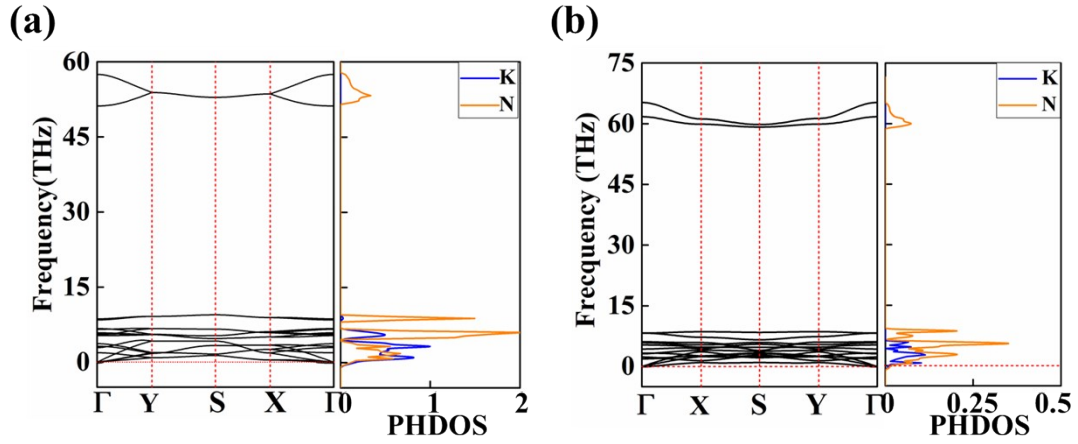 (a)
(b)
60
45
30
15
0
Frequency(THz)
Γ Y S X Γ
K
N
0 1 2
PHDOS
75
60
45
30
15
0
Frecquency (THz)
Γ X S Y Γ
K
N
0 0.25 0.5
PHDOS